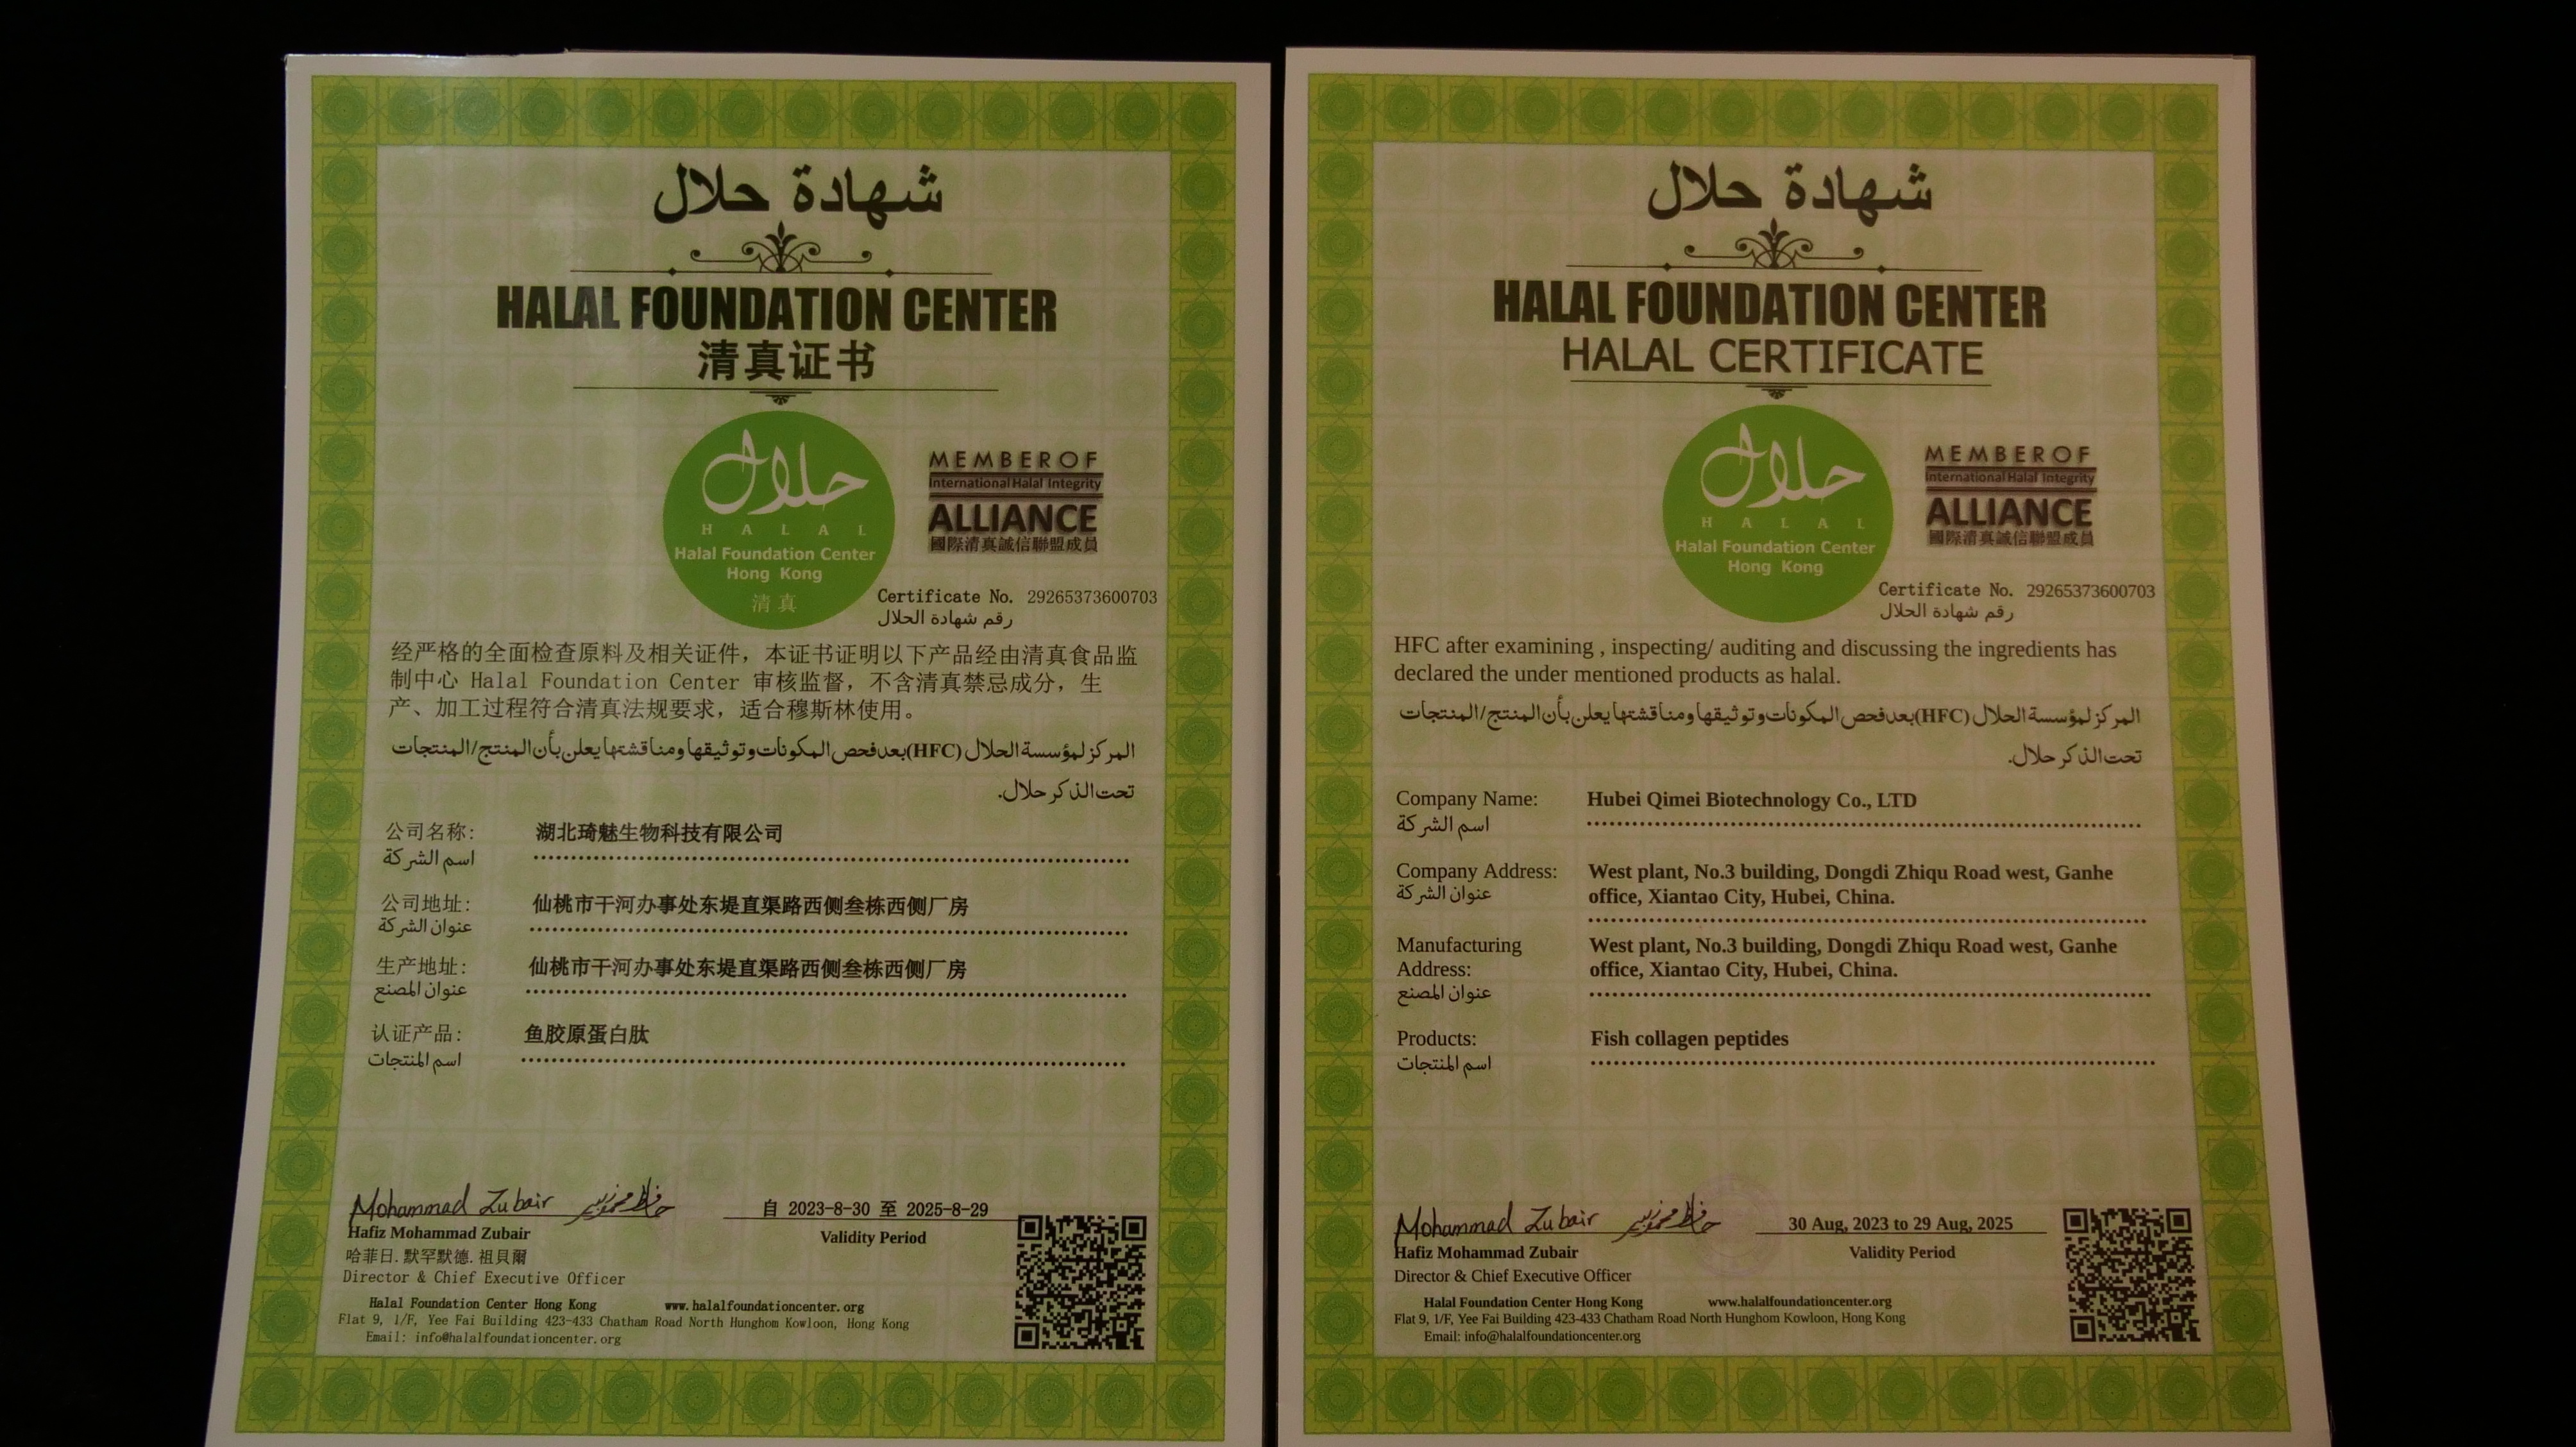 شهادة حلال
HALAL FOUNDATION CENTER
清真证书
حلال
HALAL
Halal Foundation Center
Hong Kong
清真
MEMBER OF
International Halal Integrity
ALLIANCE
國際清真誠信聯盟成員
Certificate No. 29265373600703
رقم شهادة الحلال
经严格的全面检查原料及相关证件，本证书证明以下产品经由清真食品监
制中心 Halal Foundation Center 审核监督，不含清真禁忌成分，生
产、加工过程符合清真法规要求，适合穆斯林使用。
المركز لمؤسسة الحلال (HFC) بعد فحص المكونات وتوثيقها ومناقشتها يعلن بأن المنتج/المنتجات
تحت الذكر حلال.
公司名称: 湖北琦魅生物科技有限公司
اسم الشركة
公司地址: 仙桃市干河办事处东堤直渠路西侧叁栋西侧厂房
عنوان الشركة
生产地址: 仙桃市干河办事处东堤直渠路西侧叁栋西侧厂房
عنوان المصنع
认证产品: 鱼胶原蛋白肽
اسم المنتجات
Mohammad Zubair
自 2023-8-30 至 2025-8-29
Hafiz Mohammad Zubair
Validity Period
哈菲日.默罕默德.祖貝爾
Director & Chief Executive Officer
Halal Foundation Center Hong Kong www.halalfoundationcenter.org
Flat 9, 1/F, Yee Fai Building 423-433 Chatham Road North Hunghom Kowloon, Hong Kong
Email: info@halalfoundationcenter.org
شهادة حلال
HALAL FOUNDATION CENTER
HALAL CERTIFICATE
حلال
HALAL
Halal Foundation Center
Hong Kong
MEMBER OF
International Halal Integrity
ALLIANCE
國際清真誠信聯盟成員
Certificate No. 29265373600703
رقم شهادة الحلال
HFC after examining , inspecting/ auditing and discussing the ingredients has
declared the under mentioned products as halal.
المركز لمؤسسة الحلال (HFC) بعد فحص المكونات وتوثيقها ومناقشتها يعلن بأن المنتج/المنتجات
تحت الذكر حلال.
Company Name: Hubei Qimei Biotechnology Co., LTD
اسم الشركة
Company Address: West plant, No.3 building, Dongdi Zhiqu Road west, Ganhe
عنوان الشركة office, Xiantao City, Hubei, China.
Manufacturing West plant, No.3 building, Dongdi Zhiqu Road west, Ganhe
Address: office, Xiantao City, Hubei, China.
عنوان المصنع
Products: Fish collagen peptides
اسم المنتجات
Mohammad Zubair
30 Aug, 2023 to 29 Aug, 2025
Hafiz Mohammad Zubair
Validity Period
Director & Chief Executive Officer
Halal Foundation Center Hong Kong www.halalfoundationcenter.org
Flat 9, 1/F, Yee Fai Building 423-433 Chatham Road North Hunghom Kowloon, Hong Kong
Email: info@halalfoundationcenter.org